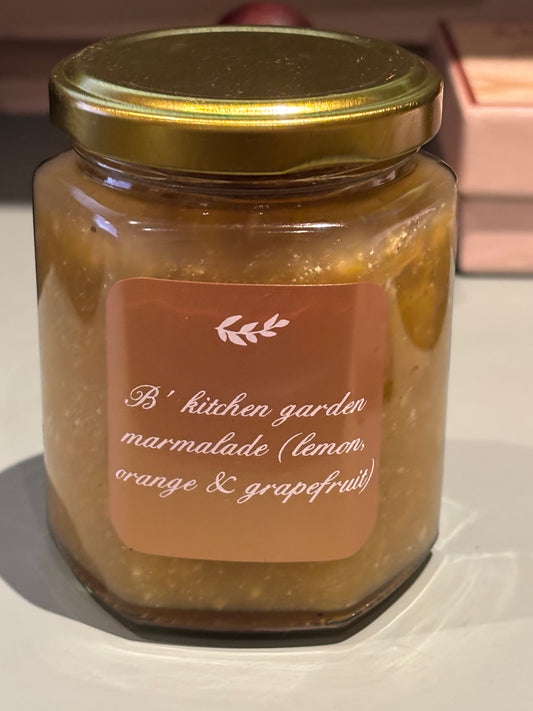 B' kitchen garden
marmalade (lemon,
orange & grapefruit)